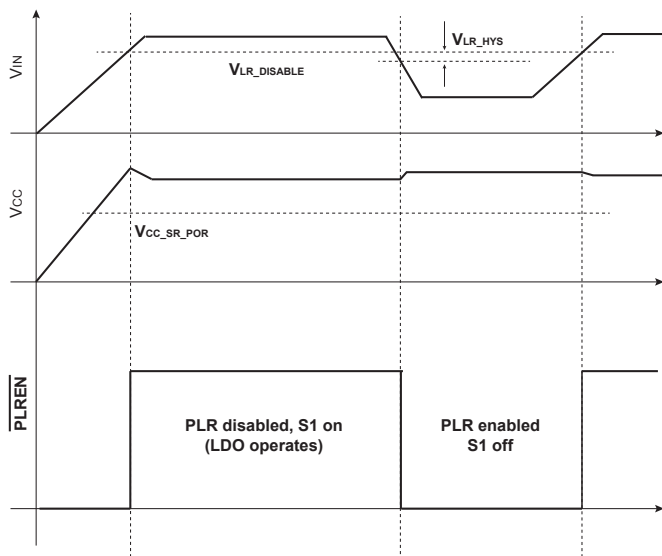 VIN
VLR_HYS
VLR_DISABLE
VCC
VCC_SR_POR
PLREN
PLR disabled, S1 on
(LDO operates)
PLR enabled
S1 off